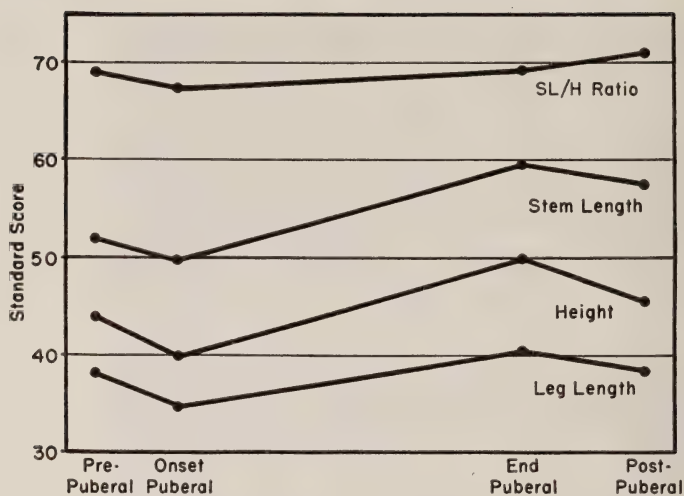 70
60
50
40
30
Standard Score
SL/H Ratio
Stem Length
Height
Leg Length
Pre-
Puberal
Onset
Puberal
End
Puberal
Post-
Puberal